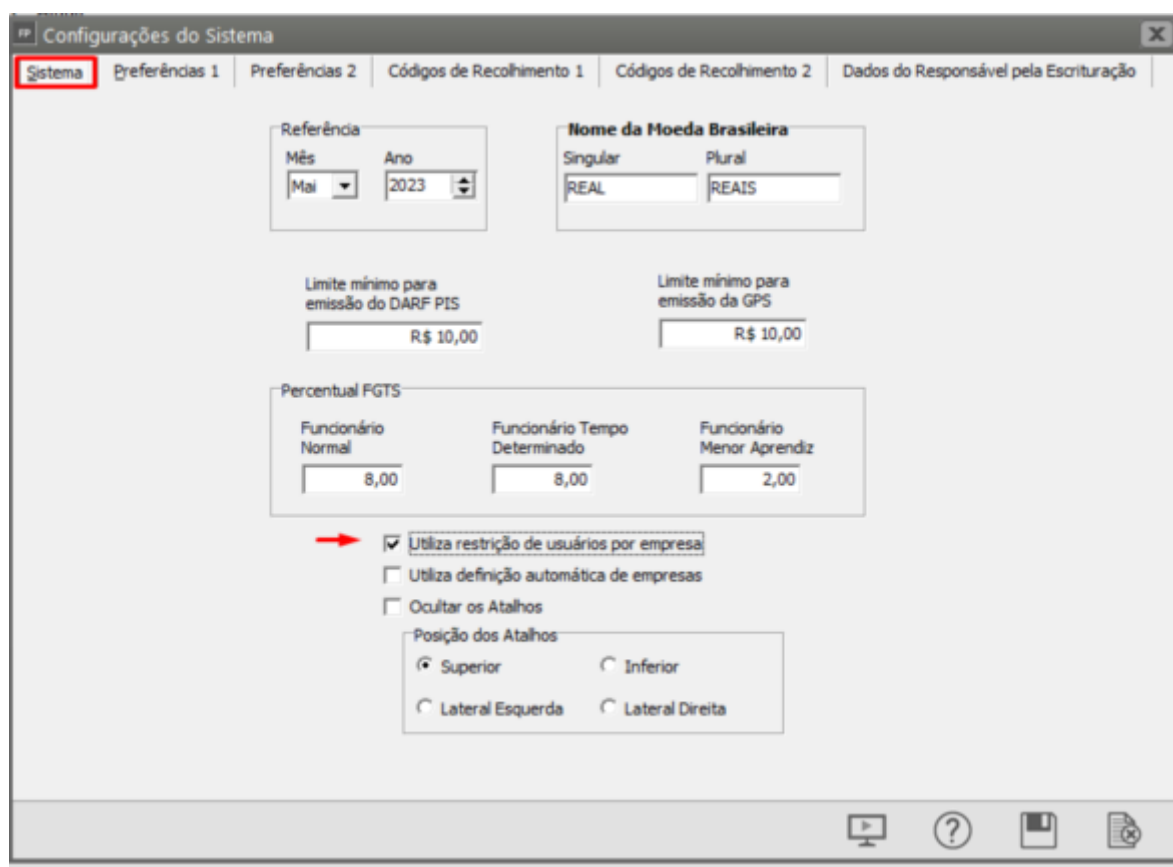 FP Configurações do Sistema
Sistema Preferências 1 Preferências 2 Códigos de Recolhimento 1 Códigos de Recolhimento 2 Dados do Responsável pela Escrituração
Referência Nome da Moeda Brasileira
Mês Ano Singular Plural
Mai 2023 REAL REAIS
Limite mínimo para Limite mínimo para
emissão do DARF PIS emissão da GPS
R$ 10,00 R$ 10,00
Percentual FGTS
Funcionário Funcionário Tempo Funcionário
Normal Determinado Menor Aprendiz
8,00 8,00 2,00
Utiliza restrição de usuários por empresa
Utiliza definição automática de empresas
Ocultar os Atalhos
Posição dos Atalhos
Superior Inferior
Lateral Esquerda Lateral Direita
?